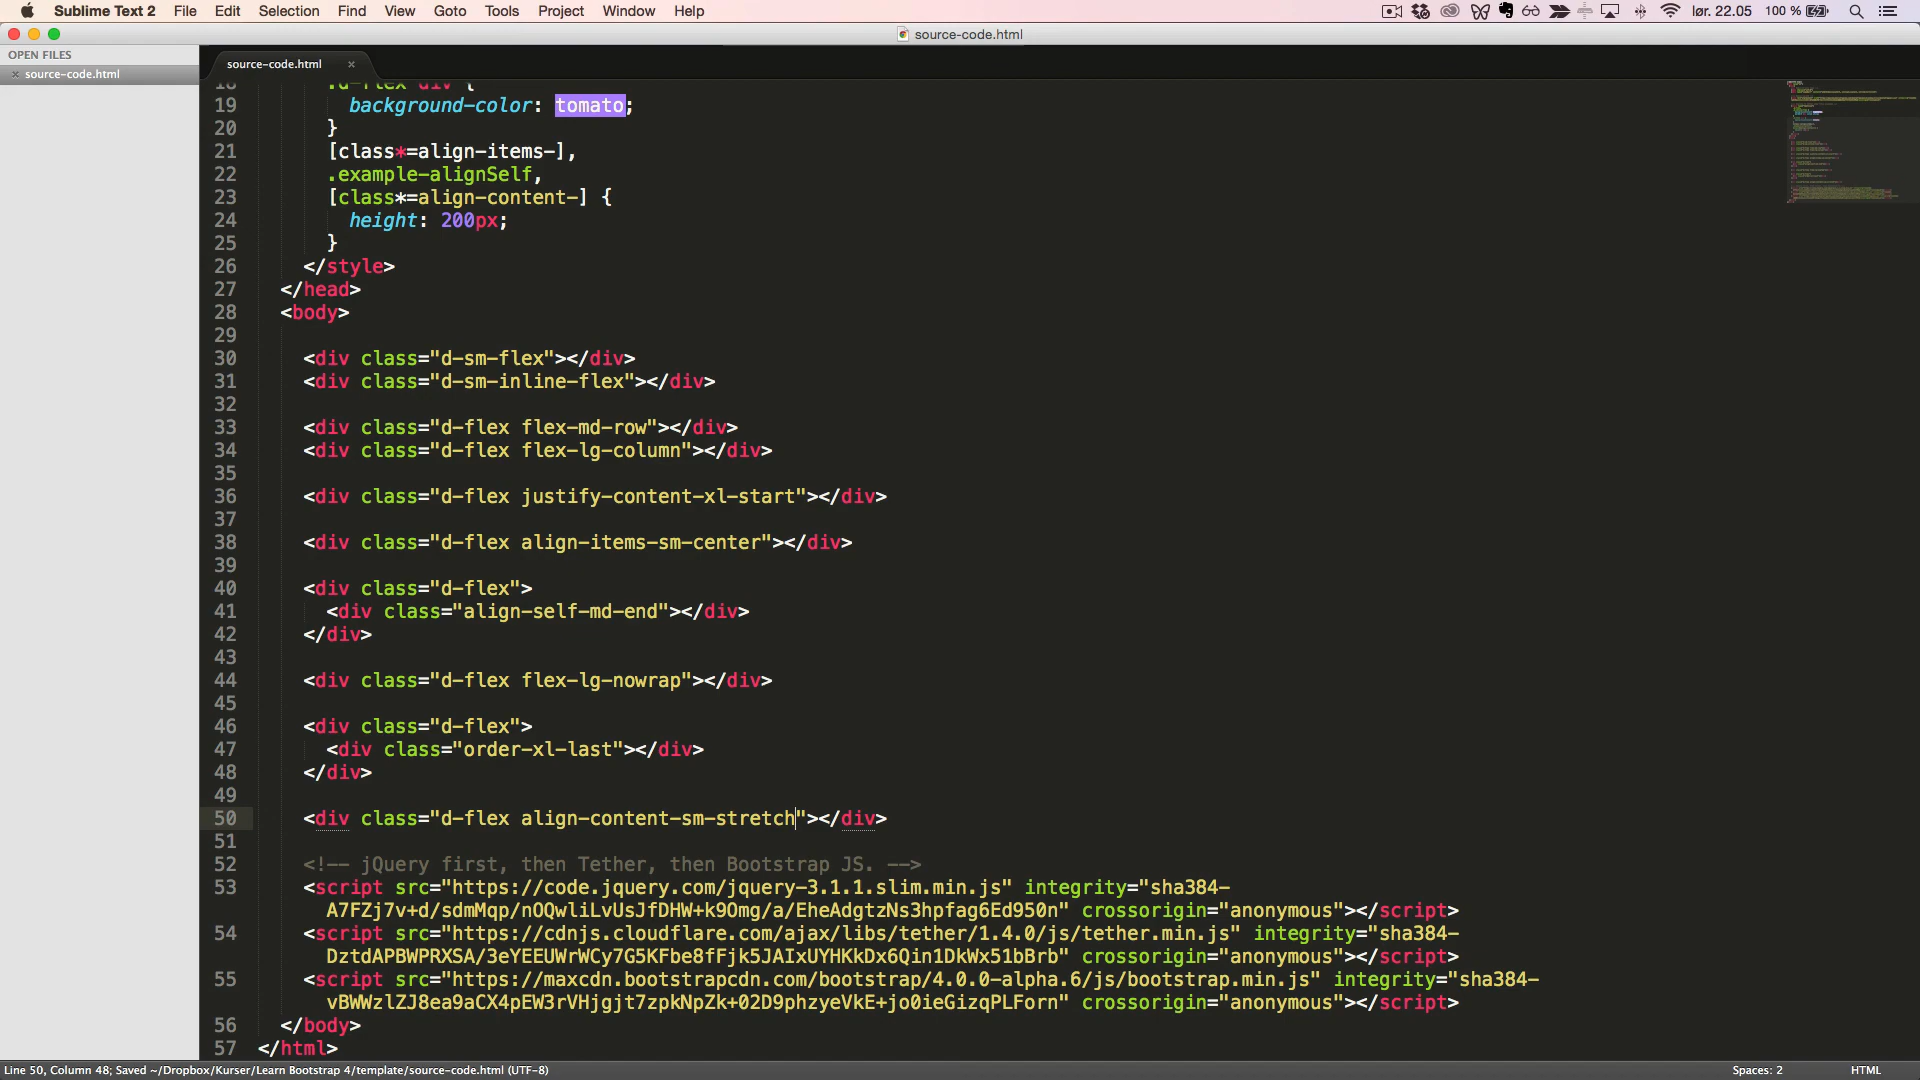 Sublime Text 2 File Edit Selection Find View Goto Tools Project Window Help lør. 22.05 100 %
source-code.html
OPEN FILES
× source-code.html
source-code.html ×
18 .d-flex div {
19 background-color: tomato;
20 }
21 [class*=align-items-],
22 .example-alignSelf,
23 [class*=align-content-] {
24 height: 200px;
25 }
26 </style>
27 </head>
28 <body>
29
30 <div class="d-sm-flex"></div>
31 <div class="d-sm-inline-flex"></div>
32
33 <div class="d-flex flex-md-row"></div>
34 <div class="d-flex flex-lg-column"></div>
35
36 <div class="d-flex justify-content-xl-start"></div>
37
38 <div class="d-flex align-items-sm-center"></div>
39
40 <div class="d-flex">
41 <div class="align-self-md-end"></div>
42 </div>
43
44 <div class="d-flex flex-lg-nowrap"></div>
45
46 <div class="d-flex">
47 <div class="order-xl-last"></div>
48 </div>
49
50 <div class="d-flex align-content-sm-stretch"></div>
51
52 <!-- jQuery first, then Tether, then Bootstrap JS. -->
53 <script src="https://code.jquery.com/jquery-3.1.1.slim.min.js" integrity="sha384-
A7FZj7v+d/sdmMqp/nOQwliLvUsJfDHW+k9Omg/a/EheAdgtzNs3hpfag6Ed950n" crossorigin="anonymous"></script>
54 <script src="https://cdnjs.cloudflare.com/ajax/libs/tether/1.4.0/js/tether.min.js" integrity="sha384-
DztdAPBWPRXSA/3eYEEUWrWCy7G5KFbe8fFjk5JAIxUYHKkDx6Qin1DkWx51bBrb" crossorigin="anonymous"></script>
55 <script src="https://maxcdn.bootstrapcdn.com/bootstrap/4.0.0-alpha.6/js/bootstrap.min.js" integrity="sha384-
vBWWzlZJ8ea9aCX4pEW3rVHjgjt7zpkNpZk+02D9phzyeVkE+jo0ieGizqPLForn" crossorigin="anonymous"></script>
56 </body>
57 </html>
Line 50, Column 48; Saved ~/Dropbox/Kurser/Learn Bootstrap 4/template/source-code.html (UTF-8) Spaces: 2 HTML